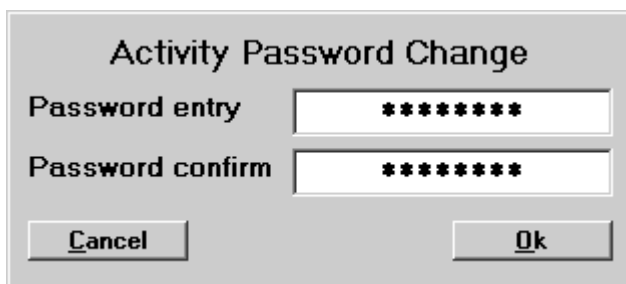 Activity Password Change
Password entry ********
Password confirm ********
Cancel Ok